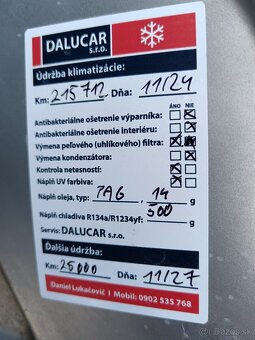 DALUCAR
s.r.o.
Údržba klimatizácie:
Km: 215 712 Dňa: 11/24
ÁNO NIE
Antibakteriálne ošetrenie výparníka:
Antibakteriálne ošetrenie interiéru:
Výmena peľového (uhlíkového) filtra:
Výmena kondenzátora:
Kontrola netesností:
Náplň UV farbiva:
Náplň oleja, typ: PAG, 14 g
Náplň chladiva R134a/R1234yf: 500 g
Servis: DALUCAR s.r.o.
Ďalšia údržba:
Km: 25000 Dňa: 11/27
Daniel Lukačovič | Mobil: 0902 535 768